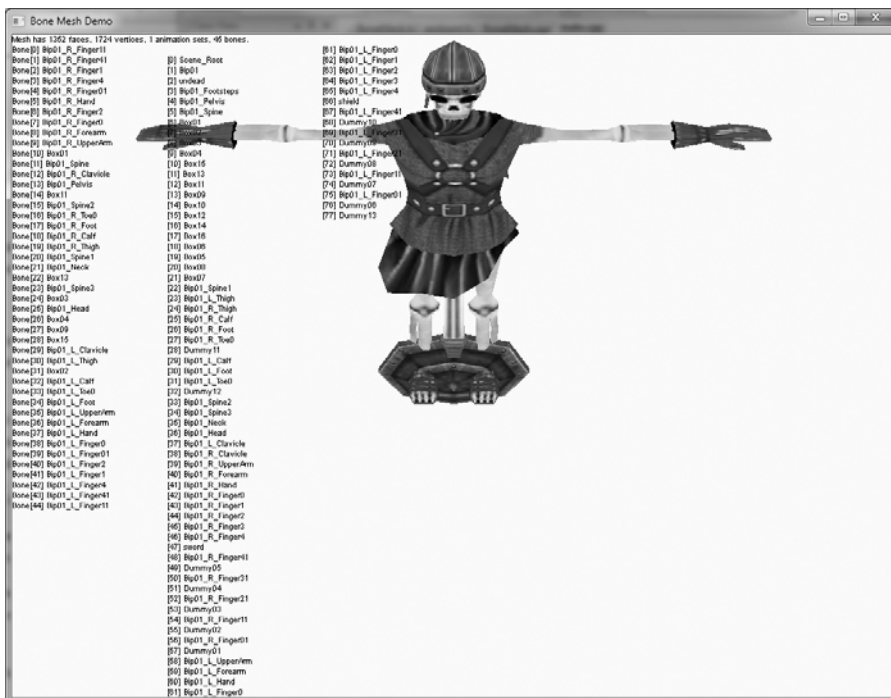 Bone Mesh Demo
Mesh has 1352 faces, 1724 vertices, 1 animation sets, 45 bones.
Bone[0] Bip01_R_Finger11
Bone[1] Bip01_R_Finger41
Bone[2] Bip01_R_Finger1
Bone[3] Bip01_R_Finger4
Bone[4] Bip01_R_Finger01
Bone[5] Bip01_R_Hand
Bone[6] Bip01_R_Finger2
Bone[7] Bip01_R_Finger0
Bone[8] Bip01_R_Forearm
Bone[9] Bip01_R_UpperArm
Bone[10] Box01
Bone[11] Bip01_Spine
Bone[12] Bip01_R_Clavicle
Bone[13] Bip01_Pelvis
Bone[14] Box11
Bone[15] Bip01_Spine2
Bone[16] Bip01_R_Toe0
Bone[17] Bip01_R_Foot
Bone[18] Bip01_R_Calf
Bone[19] Bip01_R_Thigh
Bone[20] Bip01_Spine1
Bone[21] Bip01_Neck
Bone[22] Box13
Bone[23] Bip01_Spine3
Bone[24] Box03
Bone[25] Bip01_Head
Bone[26] Box04
Bone[27] Box09
Bone[28] Box15
Bone[29] Bip01_L_Clavicle
Bone[30] Bip01_L_Thigh
Bone[31] Box02
Bone[32] Bip01_L_Calf
Bone[33] Bip01_L_Toe0
Bone[34] Bip01_L_Foot
Bone[35] Bip01_L_UpperArm
Bone[36] Bip01_L_Forearm
Bone[37] Bip01_L_Hand
Bone[38] Bip01_L_Finger0
Bone[39] Bip01_L_Finger01
Bone[40] Bip01_L_Finger2
Bone[41] Bip01_L_Finger1
Bone[42] Bip01_L_Finger4
Bone[43] Bip01_L_Finger41
Bone[44] Bip01_L_Finger11
[0] Scene_Root
[1] Bip01
[2] undead
[3] Bip01_Footsteps
[4] Bip01_Pelvis
[5] Bip01_Spine
[6] Box01
[9] Box04
[10] Box15
[11] Box13
[12] Box11
[13] Box09
[14] Box10
[15] Box12
[16] Box14
[17] Box16
[18] Box06
[19] Box05
[20] Box08
[21] Box07
[22] Bip01_Spine1
[23] Bip01_L_Thigh
[24] Bip01_R_Thigh
[25] Bip01_R_Calf
[26] Bip01_R_Foot
[27] Bip01_R_Toe0
[28] Dummy11
[29] Bip01_L_Calf
[30] Bip01_L_Foot
[31] Bip01_L_Toe0
[32] Dummy12
[33] Bip01_Spine2
[34] Bip01_Spine3
[35] Bip01_Neck
[36] Bip01_Head
[37] Bip01_L_Clavicle
[38] Bip01_R_Clavicle
[39] Bip01_R_UpperArm
[40] Bip01_R_Forearm
[41] Bip01_R_Hand
[42] Bip01_R_Finger0
[43] Bip01_R_Finger1
[44] Bip01_R_Finger2
[45] Bip01_R_Finger3
[46] Bip01_R_Finger4
[47] sword
[48] Bip01_R_Finger41
[49] Dummy05
[50] Bip01_R_Finger31
[51] Dummy04
[52] Bip01_R_Finger21
[53] Dummy03
[54] Bip01_R_Finger11
[55] Dummy02
[56] Bip01_R_Finger01
[57] Dummy01
[58] Bip01_L_UpperArm
[59] Bip01_L_Forearm
[60] Bip01_L_Hand
[61] Bip01_L_Finger0
[61] Bip01_L_Finger0
[62] Bip01_L_Finger1
[63] Bip01_L_Finger2
[64] Bip01_L_Finger3
[65] Bip01_L_Finger4
[66] shield
[67] Bip01_L_Finger41
[68] Dummy10
[69] Bip01_L_Finger31
[70] Dummy09
[71] Bip01_L_Finger21
[72] Dummy08
[73] Bip01_L_Finger11
[74] Dummy07
[75] Bip01_L_Finger01
[76] Dummy06
[77] Dummy13